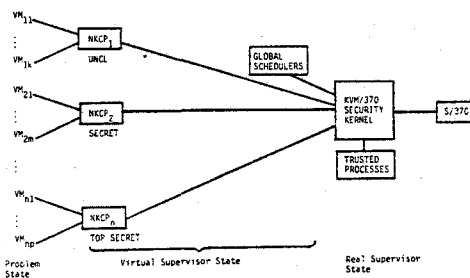 VM11
⋮
VM1k
NKCP1
UNCL
VM21
⋮
VM2m
NKCP2
SECRET
VMn1
⋮
VMnp
NKCPn
TOP SECRET
GLOBAL
SCHEDULERS
KVM/370
SECURITY
KERNEL
S/370
TRUSTED
PROCESSES
Problem
State
Virtual Supervisor State
Real Supervisor
State